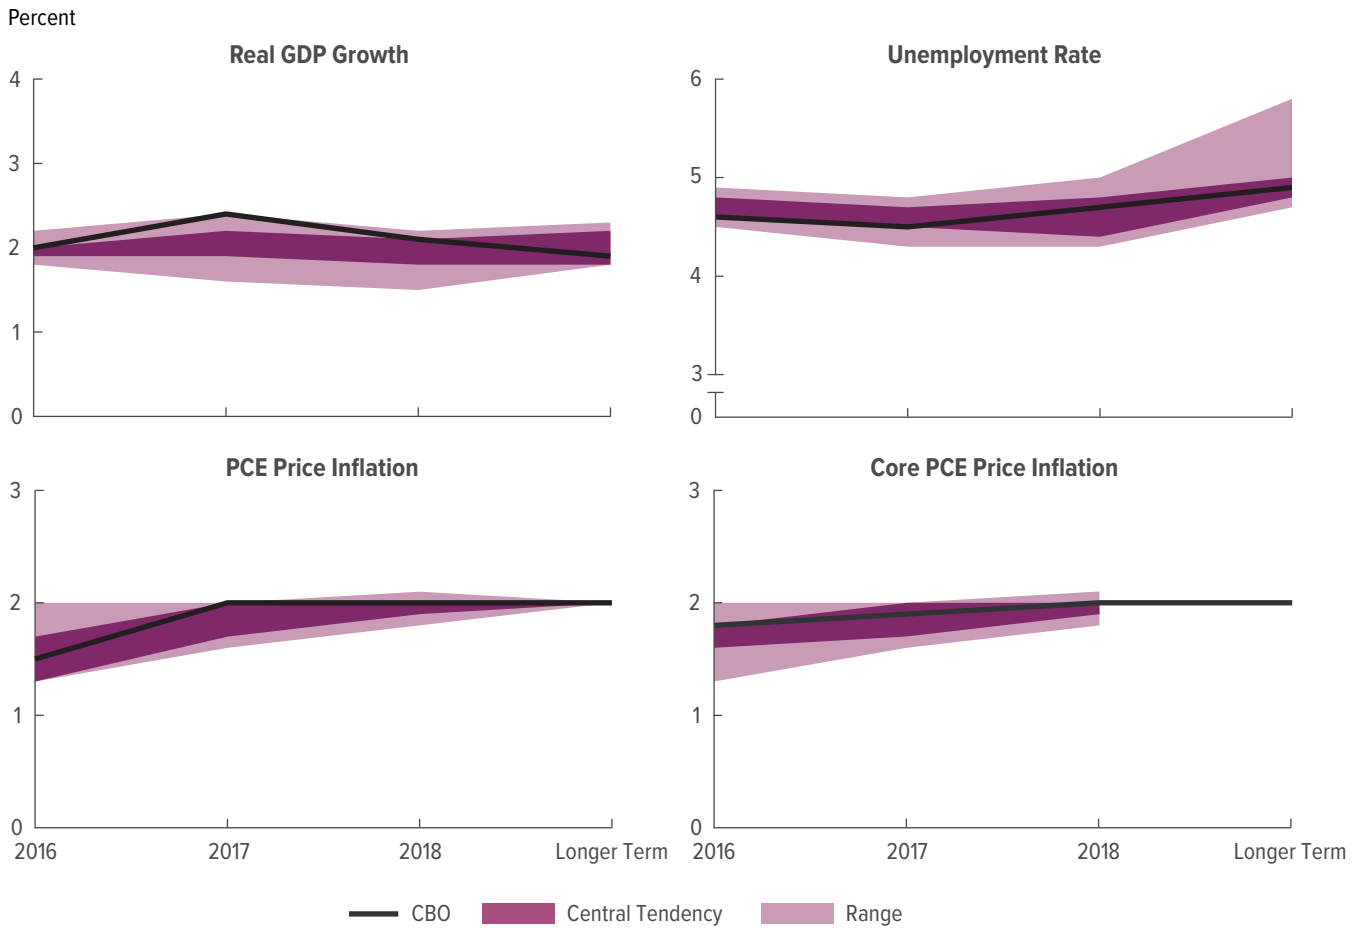 Percent
Real GDP Growth
4
3
2
1
0
Unemployment Rate
6
5
4
3
0
PCE Price Inflation
3
2
1
0
2016 2017 2018 Longer Term
Core PCE Price Inflation
3
2
1
0
2016 2017 2018 Longer Term
CBO Central Tendency Range